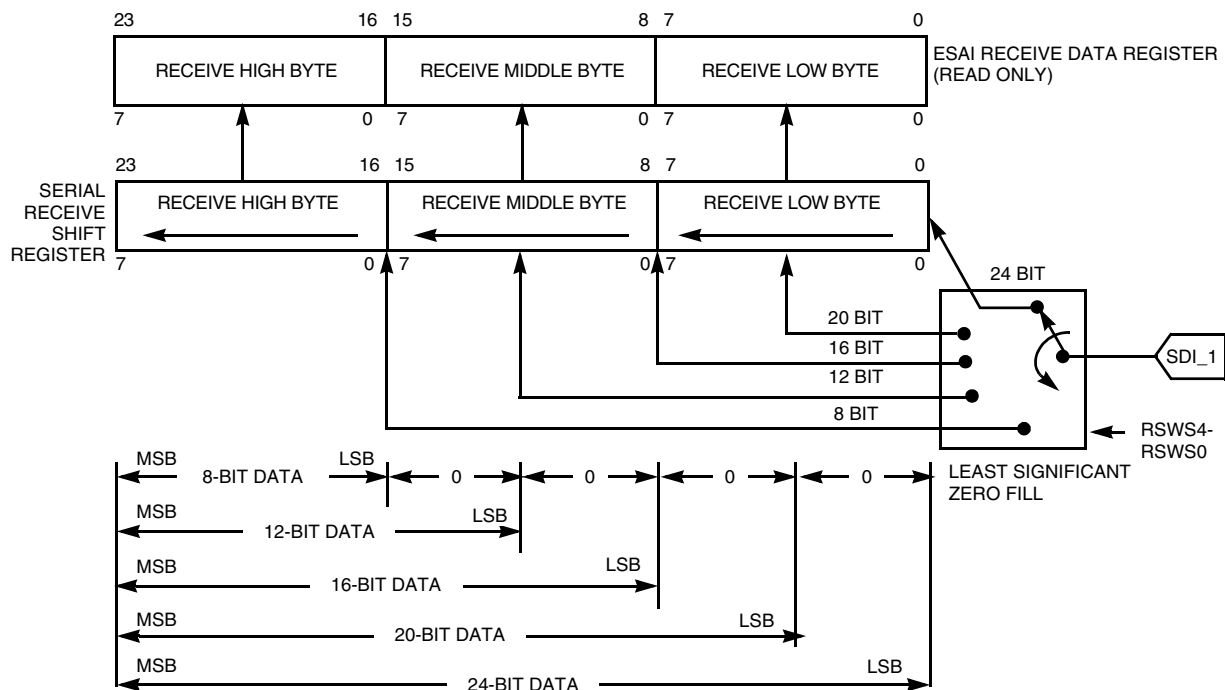 23 16 15 8 7 0
RECEIVE HIGH BYTE RECEIVE MIDDLE BYTE RECEIVE LOW BYTE
ESAI RECEIVE DATA REGISTER
(READ ONLY)
7 0 7 0 7 0
23 16 15 8 7 0
SERIAL
RECEIVE
SHIFT
REGISTER
RECEIVE HIGH BYTE RECEIVE MIDDLE BYTE RECEIVE LOW BYTE
7 0 7 0 7 0
24 BIT
20 BIT
16 BIT
12 BIT
8 BIT
SDI_1
RSWS4-
RSWS0
MSB LSB
8-BIT DATA 0 0 0 0
LEAST SIGNIFICANT
ZERO FILL
MSB LSB
12-BIT DATA
MSB LSB
16-BIT DATA
MSB LSB
20-BIT DATA
MSB LSB
24-BIT DATA